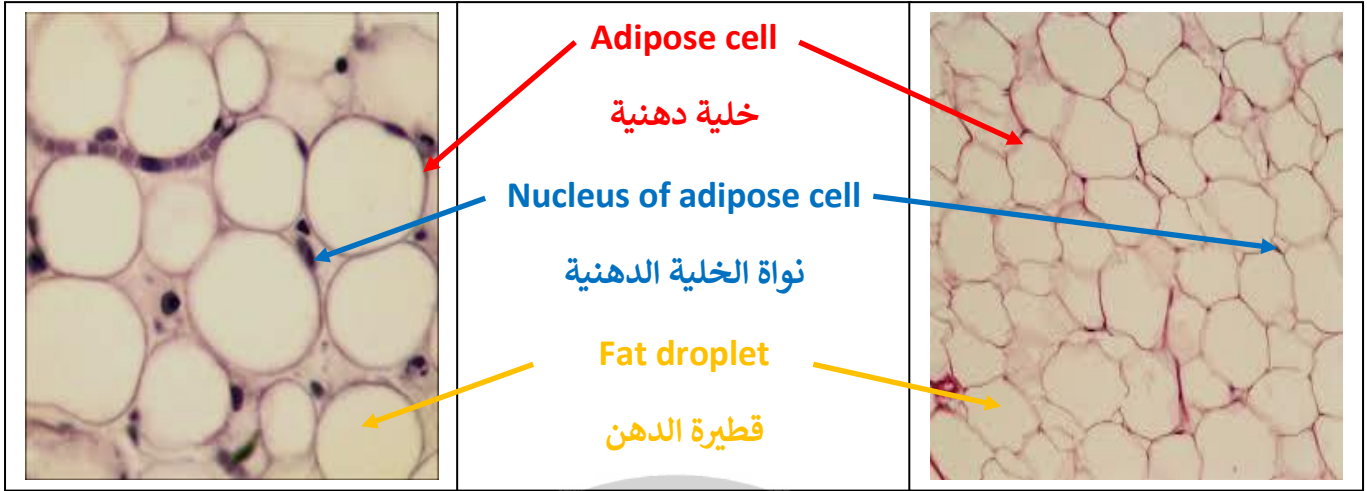 Adipose cell
خلية دهنية
Nucleus of adipose cell
نواة الخلية الدهنية
Fat droplet
قطيرة الدهن